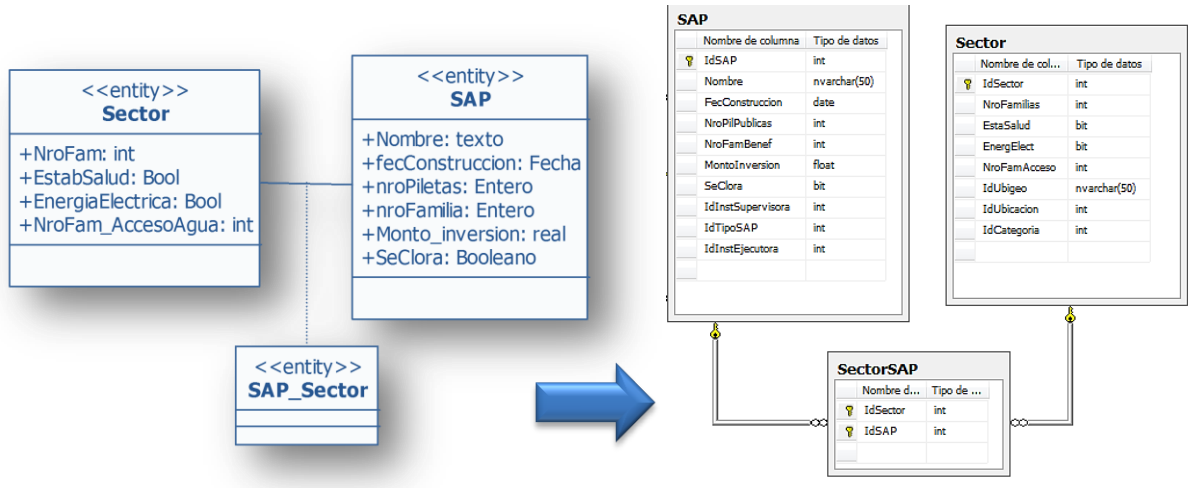 <<entity>>
Sector
+NroFam: int
+EstabSalud: Bool
+EnergiaElectrica: Bool
+NroFam_AccesoAgua: int
<<entity>>
SAP
+Nombre: texto
+fecConstruccion: Fecha
+nroPiletas: Entero
+nroFamilia: Entero
+Monto_inversion: real
+SeClora: Booleano
<<entity>>
SAP_Sector
SAP
Nombre de columna Tipo de datos
IdSAP int
Nombre nvarchar(50)
FecConstruccion date
NroPilPublicas int
NroFamBenef int
MontoInversion float
SeClora bit
IdInstSupervisora int
IdTipoSAP int
IdInstEjecutora int
Sector
Nombre de col... Tipo de datos
IdSector int
NroFamilias int
EstaSalud bit
EnergElect bit
NroFamAcceso int
IdUbigeo nvarchar(50)
IdUbicacion int
IdCategoria int
SectorSAP
Nombre d... Tipo de ...
IdSector int
IdSAP int